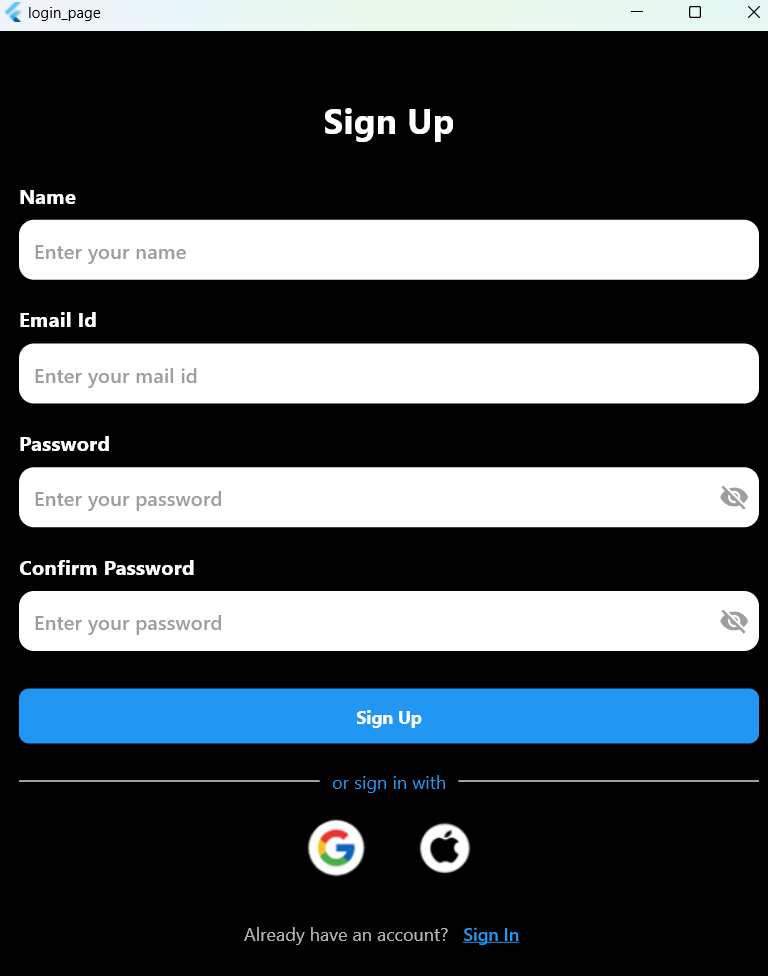 login_page
Sign Up
Name
Enter your name
Email Id
Enter your mail id
Password
Enter your password
Confirm Password
Enter your password
Sign Up
or sign in with
Already have an account? Sign In